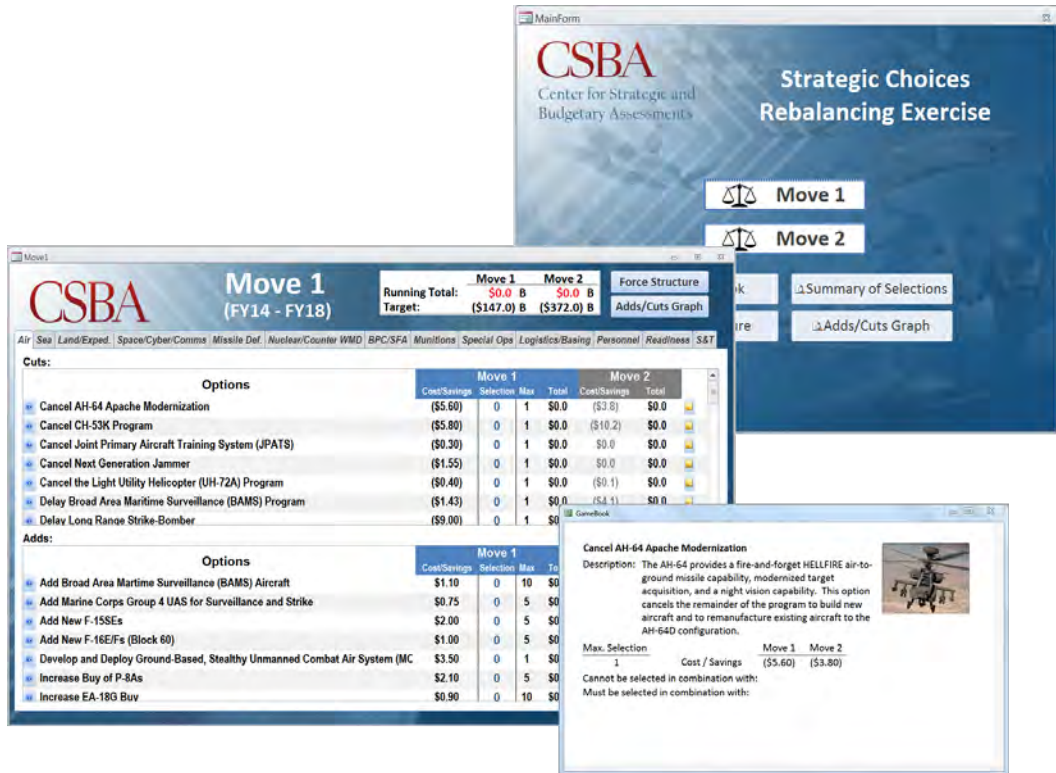 MainForm
CSBA
Center for Strategic and
Budgetary Assessments
Strategic Choices
Rebalancing Exercise
Move 1
Move 2
Summary of Selections
Adds/Cuts Graph
Move1
CSBA
Move 1
(FY14 - FY18)
Move 1 Move 2
Running Total: $0.0 B $0.0 B
Target: ($147.0) B ($372.0) B
Force Structure
Adds/Cuts Graph
Air Sea Land/Exped. Space/Cyber/Comms Missile Def. Nuclear/Counter WMD BPC/SFA Munitions Special Ops Logistics/Basing Personnel Readiness S&T
Cuts:
Options
Move 1 Move 2
Cost/Savings Selection Max Total Cost/Savings Total
Cancel AH-64 Apache Modernization ($5.60) 0 1 $0.0 ($3.8) $0.0
Cancel CH-53K Program ($5.80) 0 1 $0.0 ($10.2) $0.0
Cancel Joint Primary Aircraft Training System (JPATS) ($0.30) 0 1 $0.0 $0.0 $0.0
Cancel Next Generation Jammer ($1.55) 0 1 $0.0 $0.0 $0.0
Cancel the Light Utility Helicopter (UH-72A) Program ($0.40) 0 1 $0.0 ($0.1) $0.0
Delay Broad Area Maritime Surveillance (BAMS) Program ($1.43) 0 1 $0.0 ($4.1) $0.0
Delay Long Range Strike-Bomber ($9.00) 0 1
Adds:
Options
Move 1
Cost/Savings Selection Max
Add Broad Area Martime Surveillance (BAMS) Aircraft $1.10 0 10
Add Marine Corps Group 4 UAS for Surveillance and Strike $0.75 0 5
Add New F-15SEs $2.00 0 5
Add New F-16E/Fs (Block 60) $1.00 0 5
Develop and Deploy Ground-Based, Stealthy Unmanned Combat Air System (MC $3.50 0 1
Increase Buy of P-8As $2.10 0 5
Increase EA-18G Buy $0.90 0 10
GameBook
Cancel AH-64 Apache Modernization
Description: The AH-64 provides a fire-and-forget HELLFIRE air-to-
ground missile capability, modernized target
acquisition, and a night vision capability. This option
cancels the remainder of the program to build new
aircraft and to remanufacture existing aircraft to the
AH-64D configuration.
Max. Selection Move 1 Move 2
1 Cost / Savings ($5.60) ($3.80)
Cannot be selected in combination with:
Must be selected in combination with: